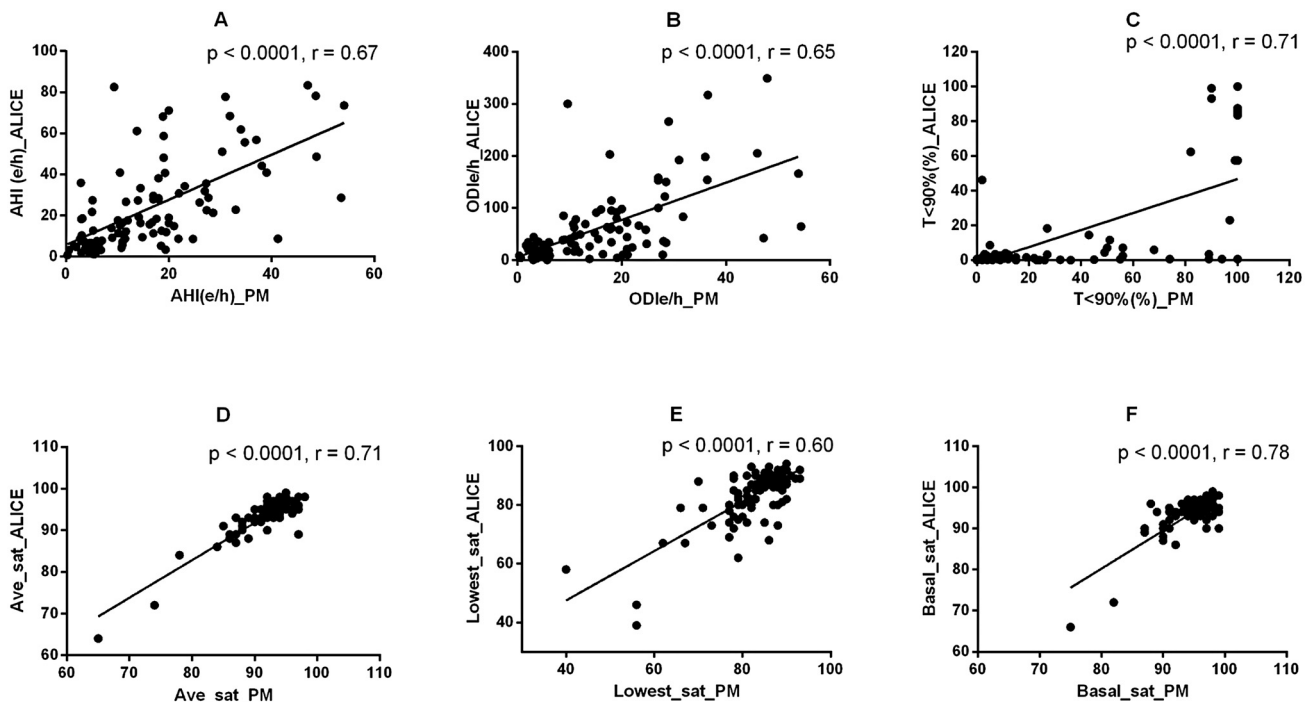 A
p < 0.0001, r = 0.67
AHI (e/h)_ALICE
100
80
60
40
20
0
0
20
40
60
AHI(e/h)_PM
B
p < 0.0001, r = 0.65
ODIe/h_ALICE
400
300
200
100
0
0
20
40
60
ODIe/h_PM
C
p < 0.0001, r = 0.71
T<90%(%)_ALICE
120
100
80
60
40
20
0
0
20
40
60
80
100
120
T<90%(%)_PM
D
p < 0.0001, r = 0.71
Ave_sat_ALICE
110
100
90
80
70
60
60
70
80
90
100
110
Ave_sat_PM
E
p < 0.0001, r = 0.60
Lowest_sat_ALICE
100
80
60
40
40
60
80
100
Lowest_sat_PM
F
p < 0.0001, r = 0.78
Basal_sat_ALICE
110
100
90
80
70
60
60
70
80
90
100
110
Basal_sat_PM